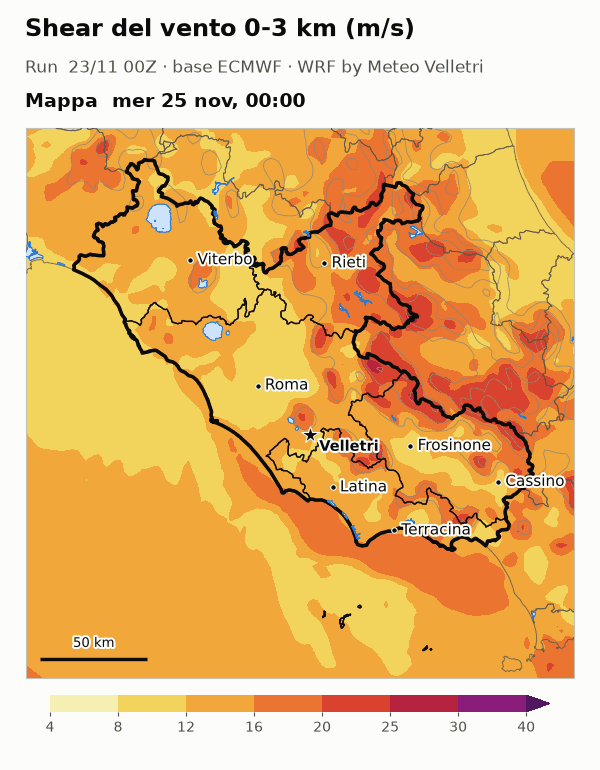 Shear del vento 0-3 km (m/s)
Run  23/11 00Z · base ECMWF · WRF by Meteo Velletri
Mappa  mer 25 nov, 00:00
Viterbo
Rieti
Roma
Velletri
Frosinone
Latina
Cassino
Terracina
50 km
4 8 12 16 20 25 30 40